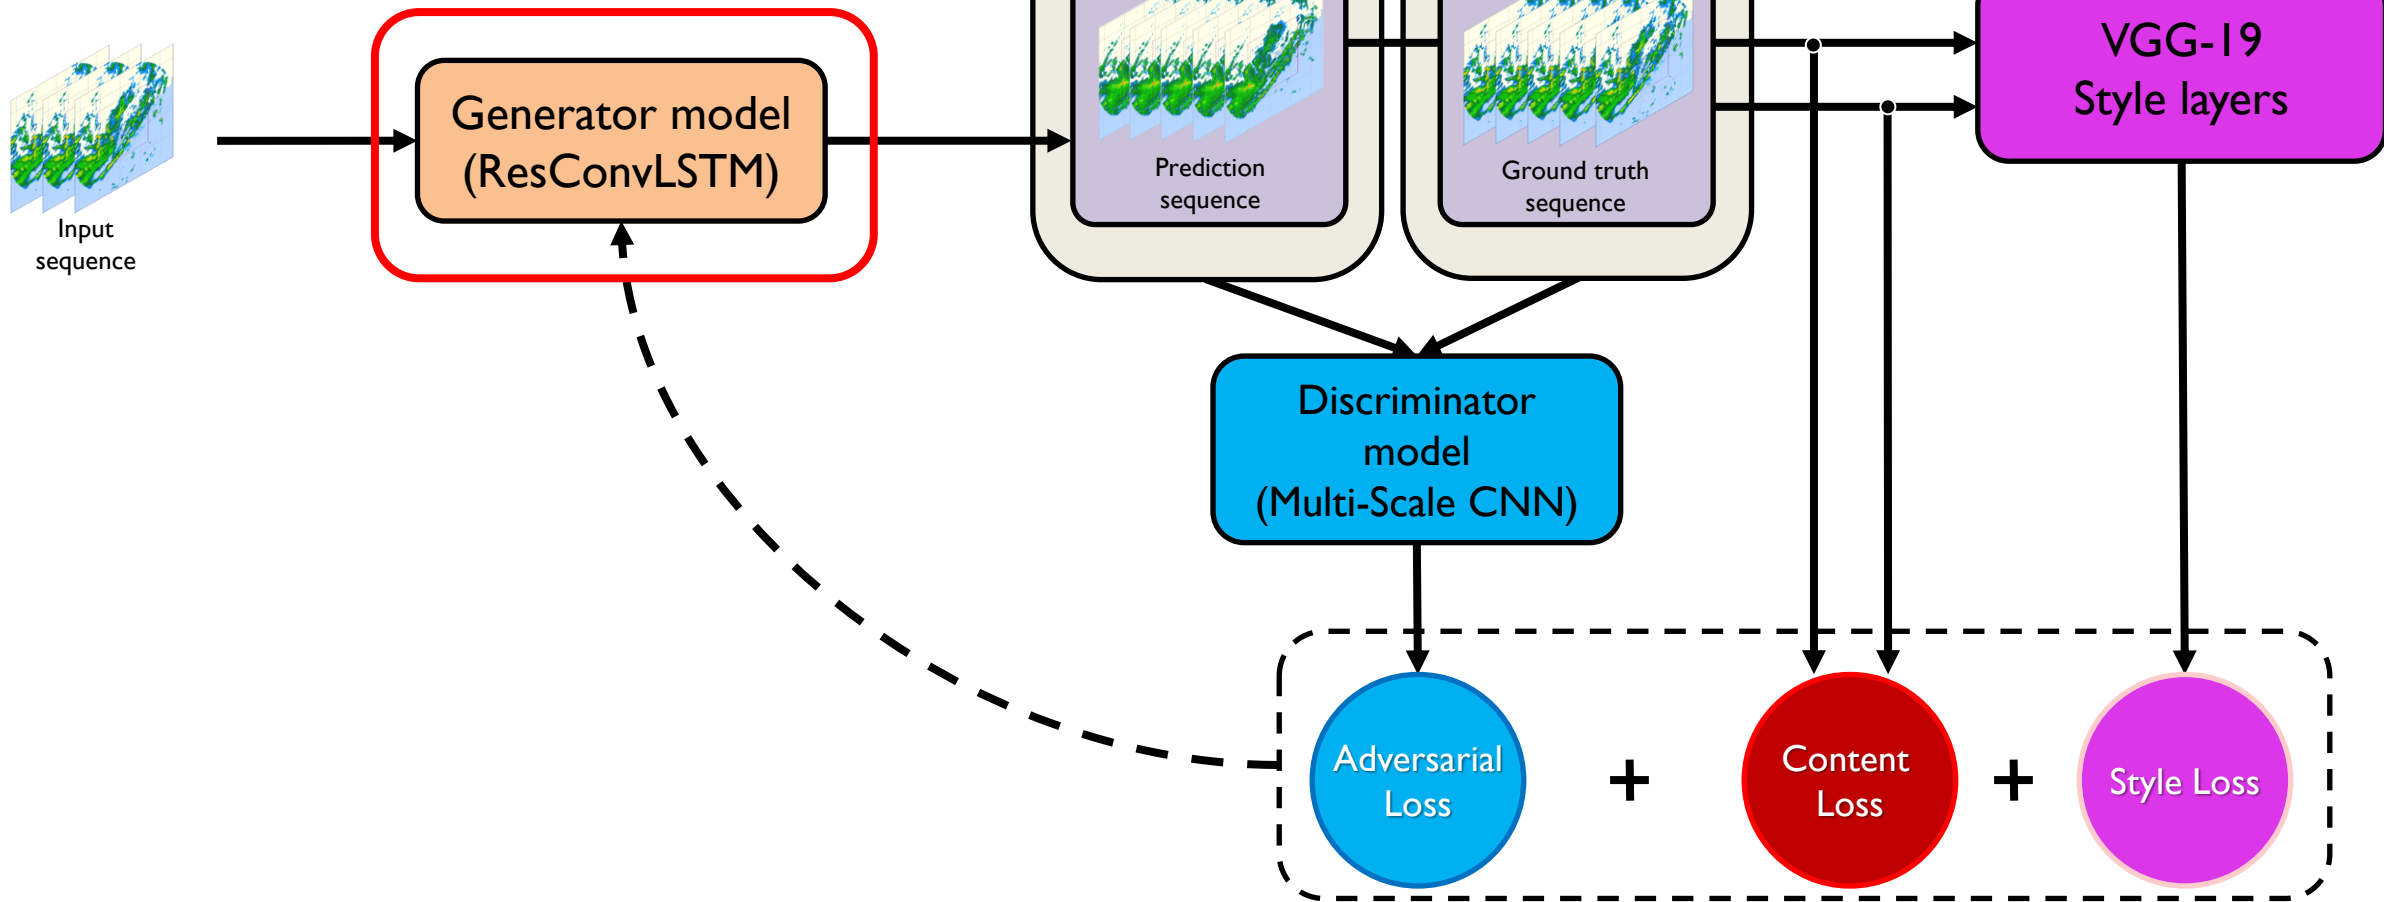 Input
sequence
Generator model
(ResConvLSTM)
Prediction
sequence
Ground truth
sequence
VGG-19
Style layers
Discriminator
model
(Multi-Scale CNN)
Adversarial
Loss
+
Content
Loss
+
Style Loss